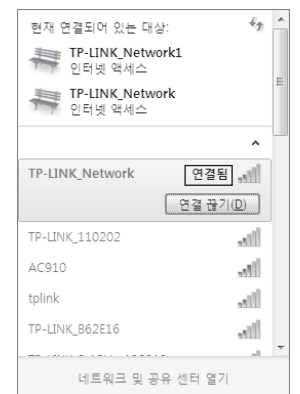 현재 연결되어 있는 대상:
TP-LINK_Network1
인터넷 액세스
TP-LINK_Network
인터넷 액세스
TP-LINK_Network 연결됨
연결 끊기(D)
TP-LINK_110202
AC910
tplink
TP-LINK_B62E16
네트워크 및 공유 센터 열기